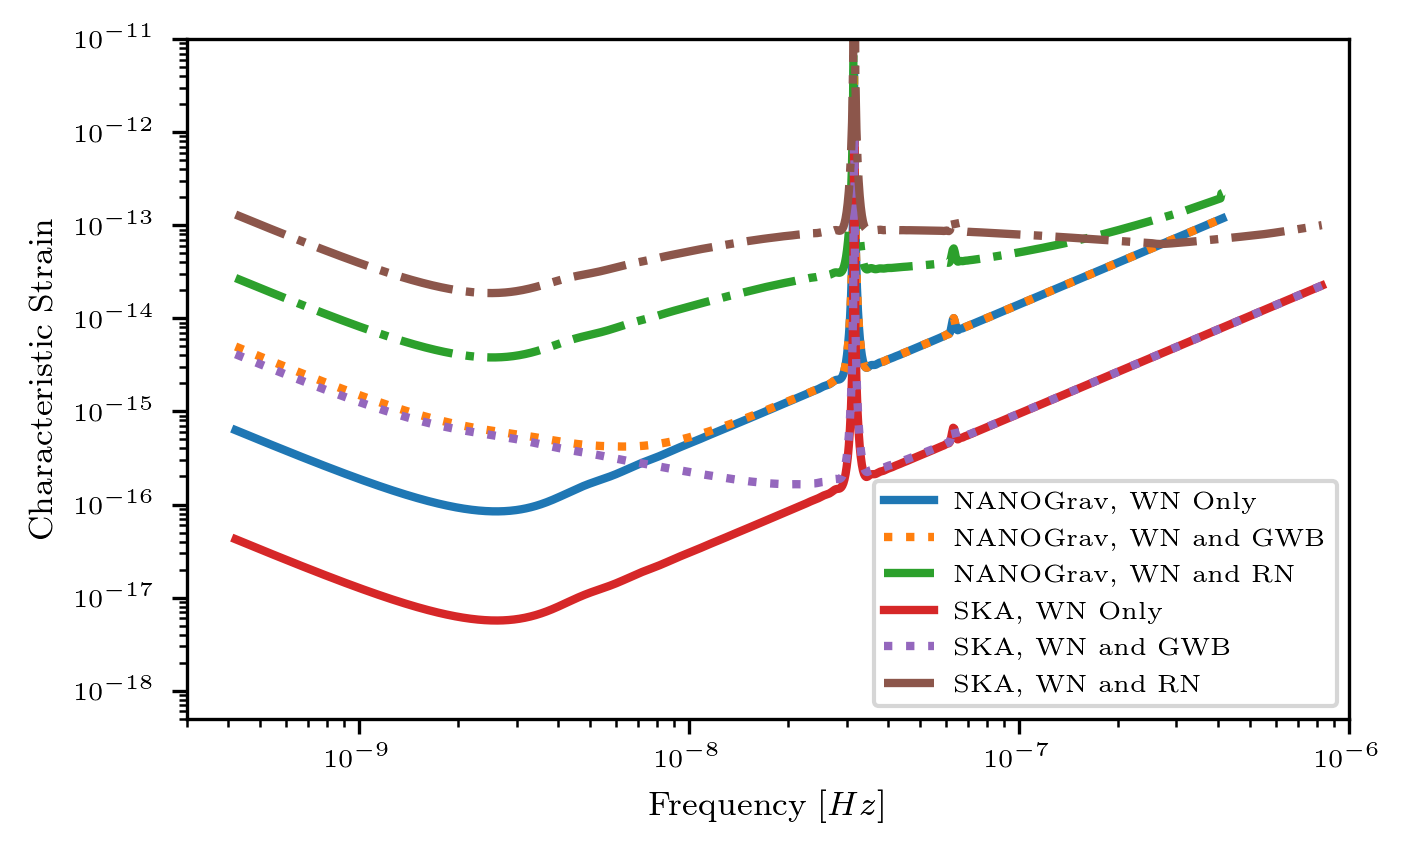 10⁻¹¹
10⁻¹²
10⁻¹³
10⁻¹⁴
10⁻¹⁵
10⁻¹⁶
10⁻¹⁷
10⁻¹⁸
Characteristic Strain
NANOGrav, WN Only
NANOGrav, WN and GWB
NANOGrav, WN and RN
SKA, WN Only
SKA, WN and GWB
SKA, WN and RN
10⁻⁹ 10⁻⁸ 10⁻⁷ 10⁻⁶
Frequency [Hz]